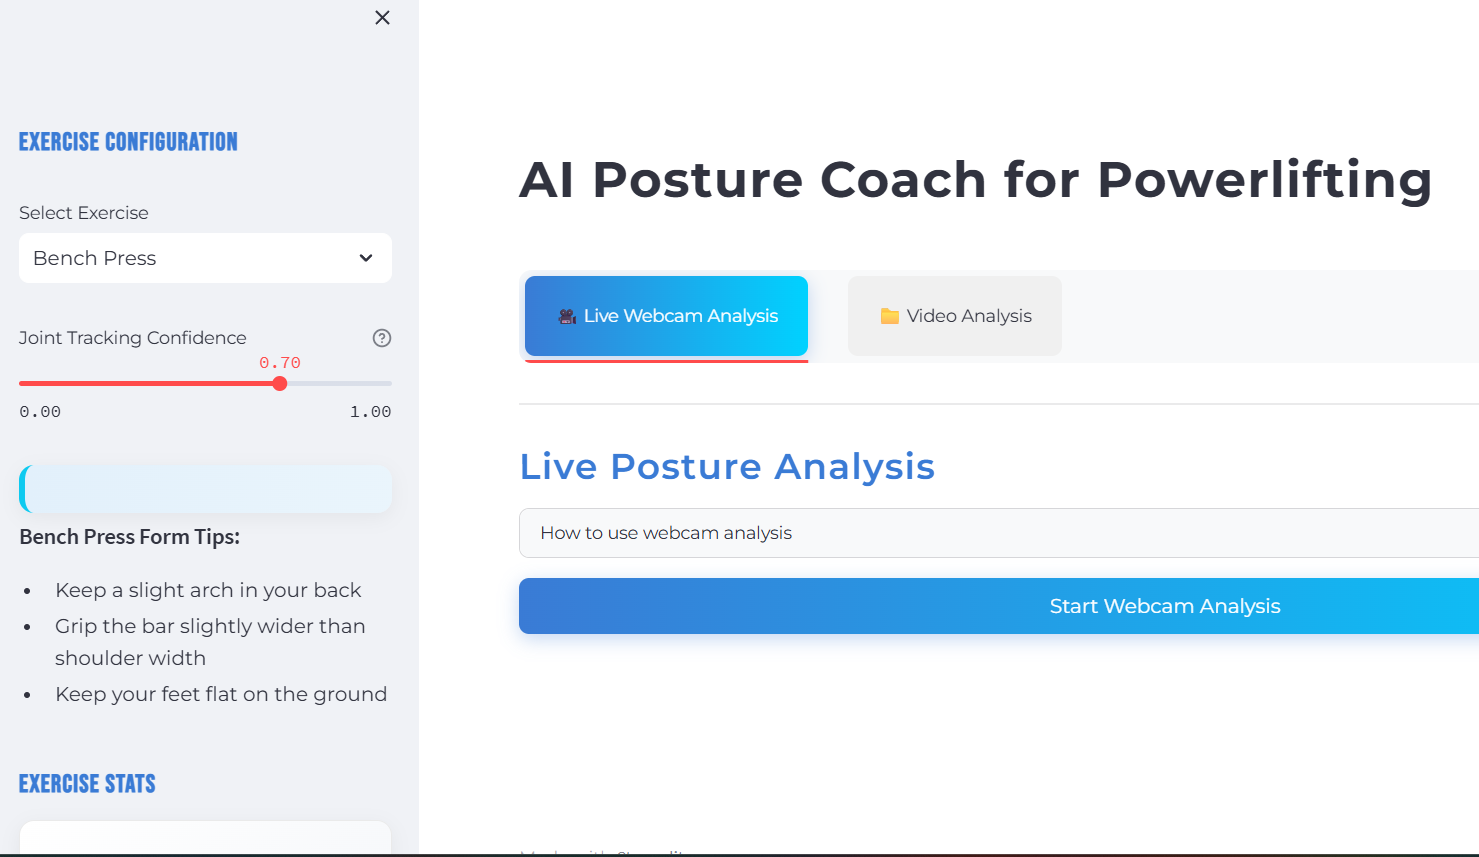 EXERCISE CONFIGURATION
Select Exercise
Bench Press
Joint Tracking Confidence
0.70
0.00
1.00
Bench Press Form Tips:
Keep a slight arch in your back
Grip the bar slightly wider than
shoulder width
Keep your feet flat on the ground
EXERCISE STATS
AI Posture Coach for Powerlifting
Live Webcam Analysis
Video Analysis
Live Posture Analysis
How to use webcam analysis
Start Webcam Analysis